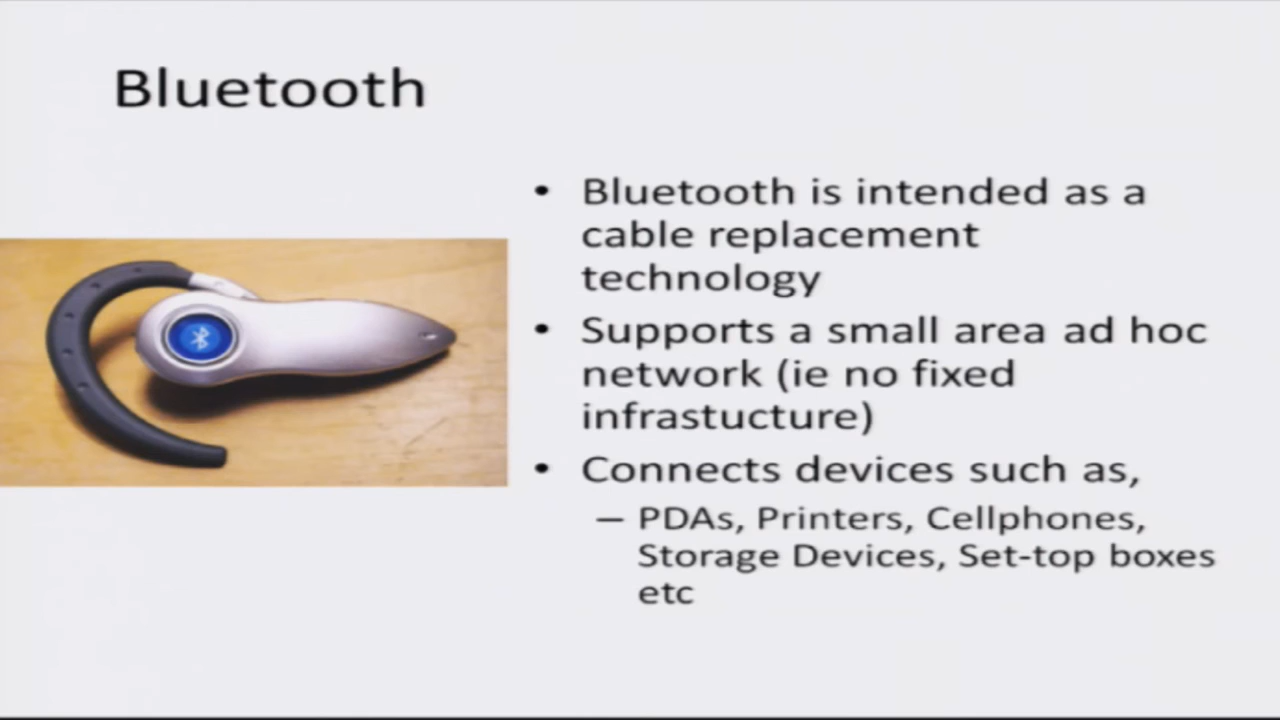 Bluetooth
• Bluetooth is intended as a
cable replacement
technology
• Supports a small area ad hoc
network (ie no fixed
infrastucture)
• Connects devices such as,
– PDAs, Printers, Cellphones,
Storage Devices, Set-top boxes
etc